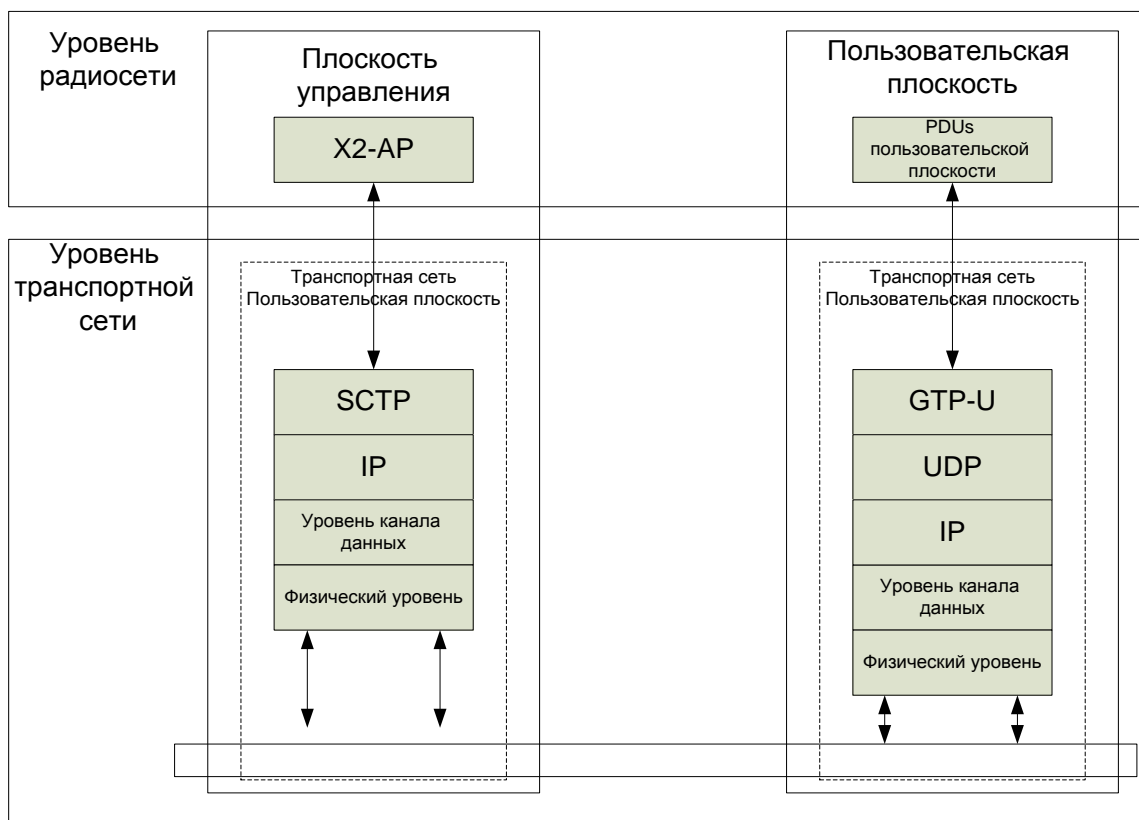 Уровень
радиосети
Плоскость
управления
X2-AP
Пользовательская
плоскость
PDUs
пользовательской
плоскости
Уровень
транспортной
сети
Транспортная сеть
Пользовательская плоскость
SCTP
IP
Уровень канала
данных
Физический уровень
Транспортная сеть
Пользовательская плоскость
GTP-U
UDP
IP
Уровень канала
данных
Физический уровень